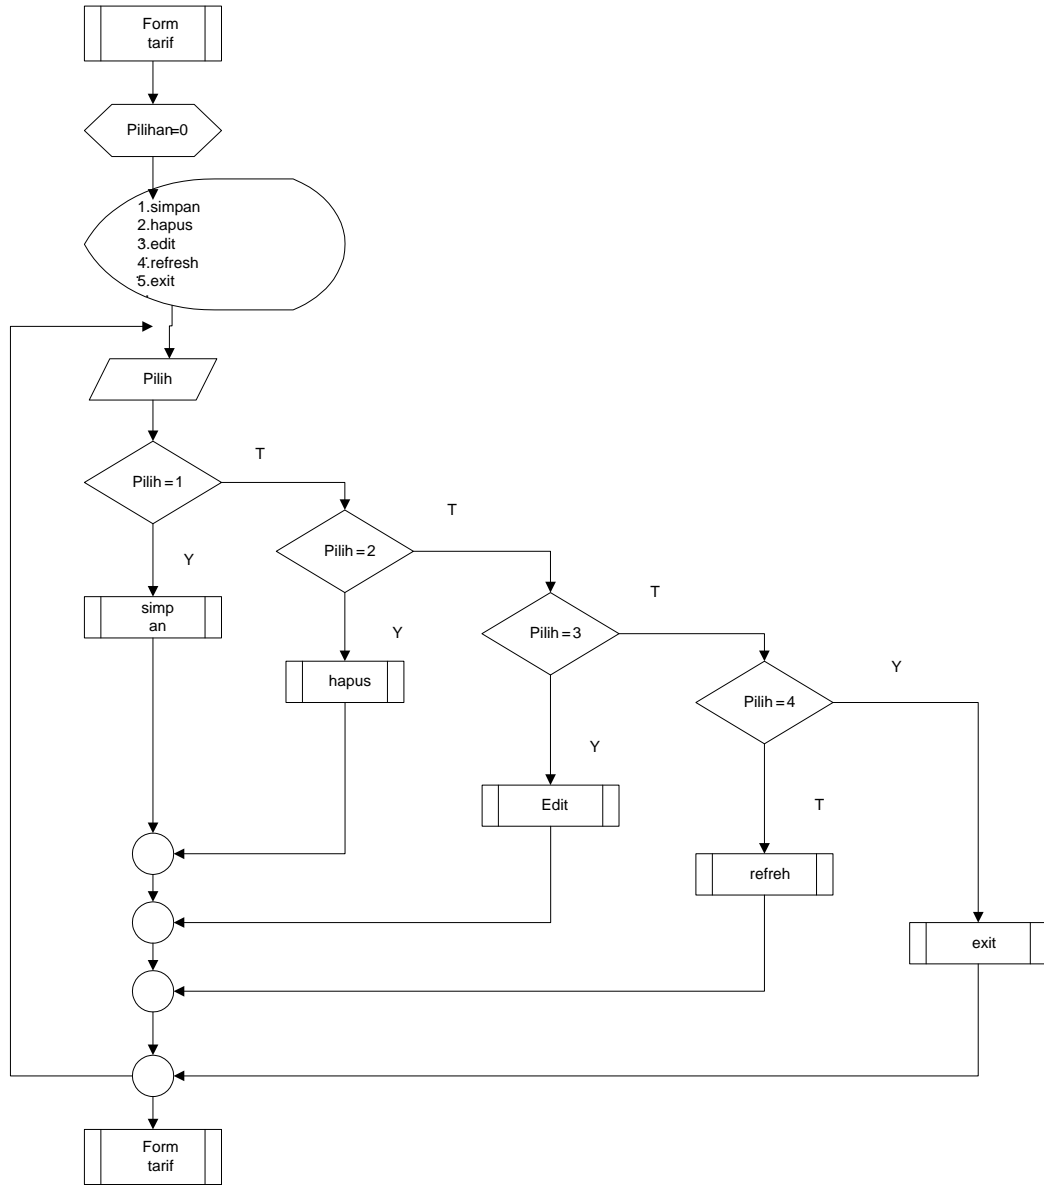 Form
tarif
Pilihan=0
1.simpan
2.hapus
3.edit
4.refresh
5.exit
Pilih
T
Pilih=1
T
Pilih=2
Y
T
Pilih=3
simp
an
Y
Y
hapus
Pilih=4
Y
Edit
T
refreh
exit
Form
tarif